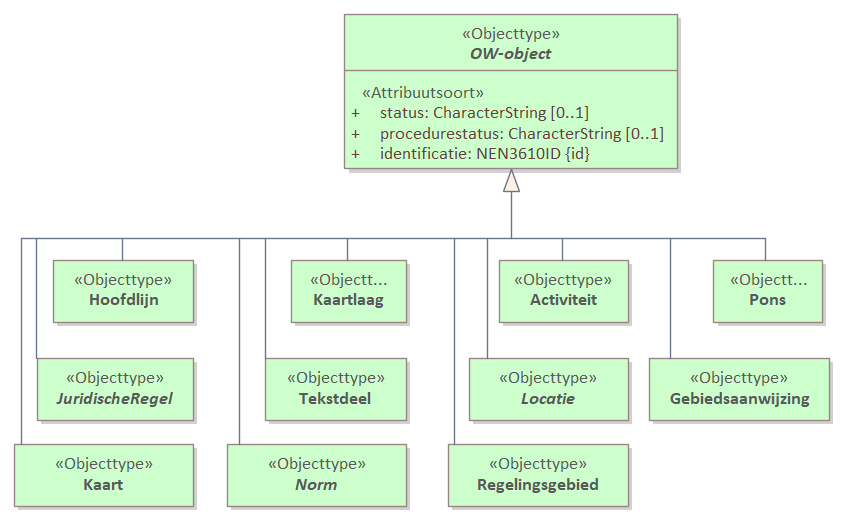 «Objecttype»
OW-object
«Attribuutsoort»
+ status: CharacterString [0..1]
+ procedurestatus: CharacterString [0..1]
+ identificatie: NEN3610ID {id}
«Objecttype»
Hoofdlijn
«Objectt...
Kaartlaag
«Objecttype»
Activiteit
«Objectt...
Pons
«Objecttype»
JuridischeRegel
«Objecttype»
Tekstdeel
«Objecttype»
Locatie
«Objecttype»
Gebiedsaanwijzing
«Objecttype»
Kaart
«Objecttype»
Norm
«Objecttype»
Regelingsgebied